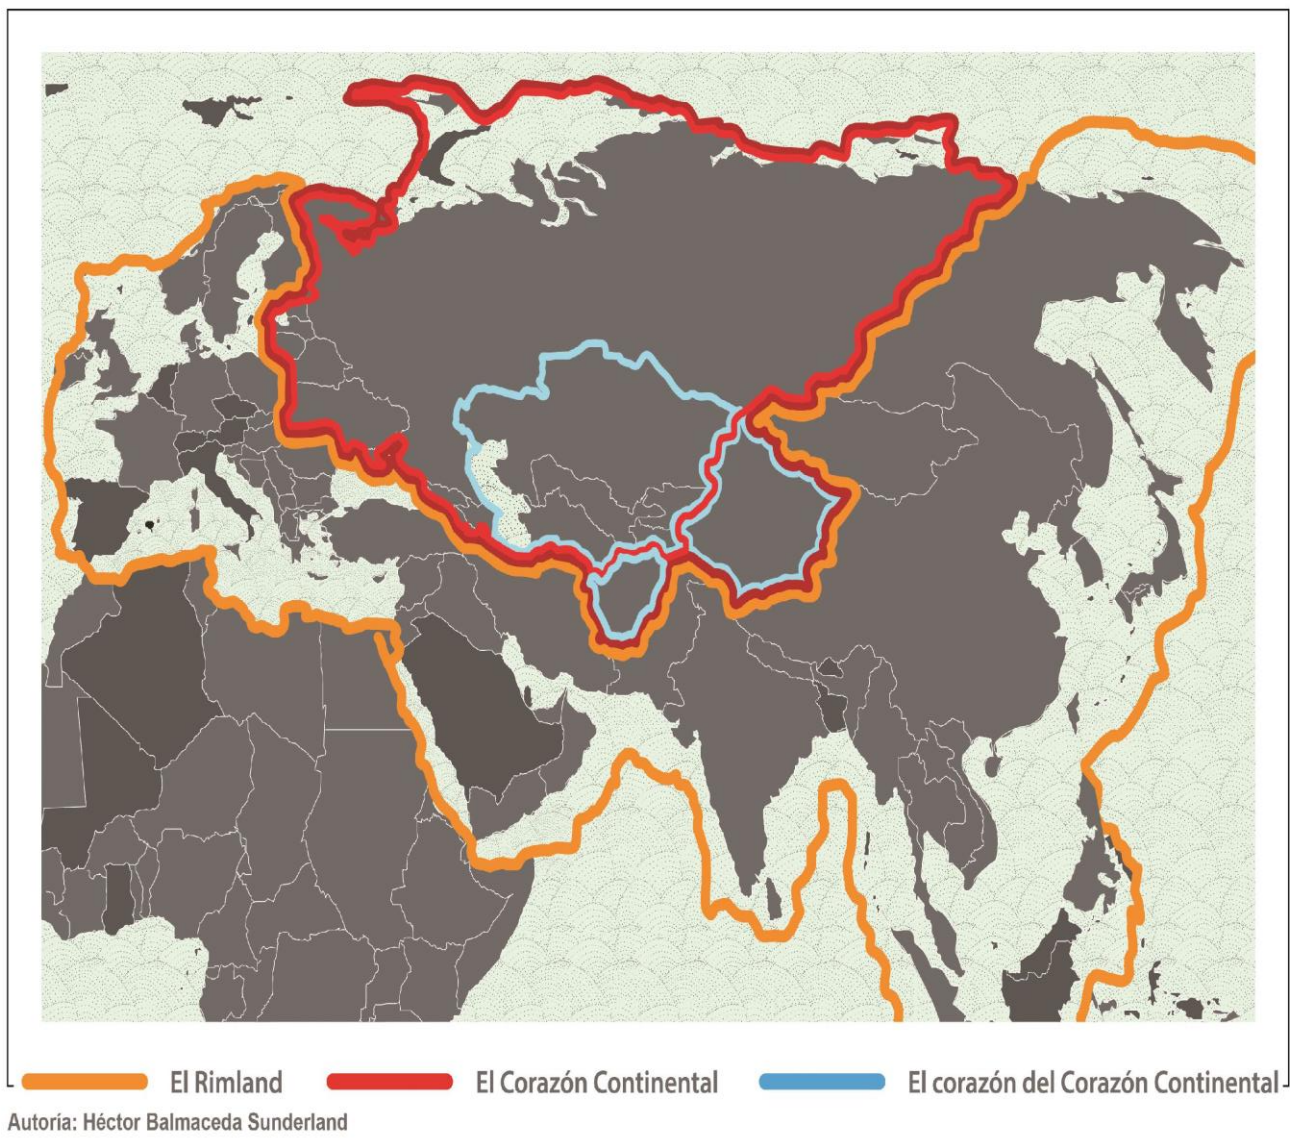 El Rimland
El Corazón Continental
El corazón del Corazón Continental
Autoría: Héctor Balmaceda Sunderland